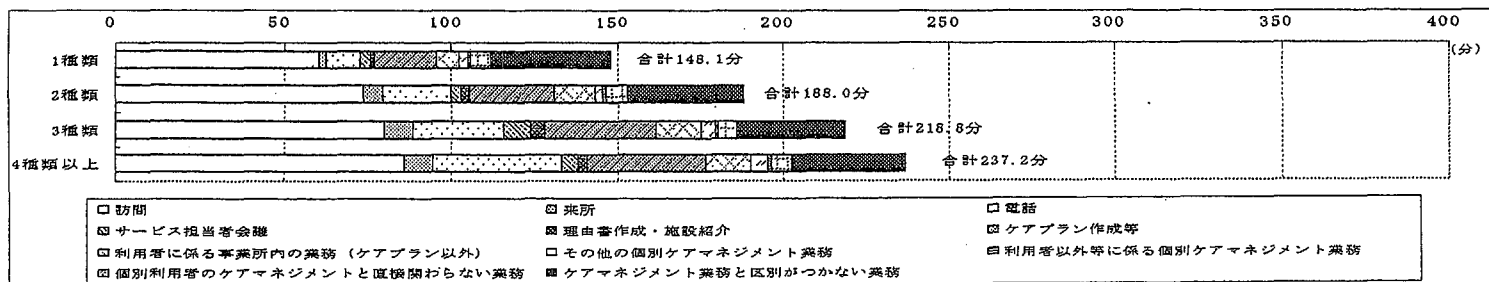 0 50 100 150 200 250 300 350 400
(分)
1種類 合計148.1分
2種類 合計188.0分
3種類 合計218.8分
4種類以上 合計237.2分
訪問 来所 電話
サービス担当者会議 理由書作成・施設紹介 ケアプラン作成等
利用者に係る事業所内の業務(ケアプラン以外) その他の個別ケアマネジメント業務 利用者以外等に係る個別ケアマネジメント業務
個別利用者のケアマネジメントと直接関わらない業務 ケアマネジメント業務と区別がつかない業務